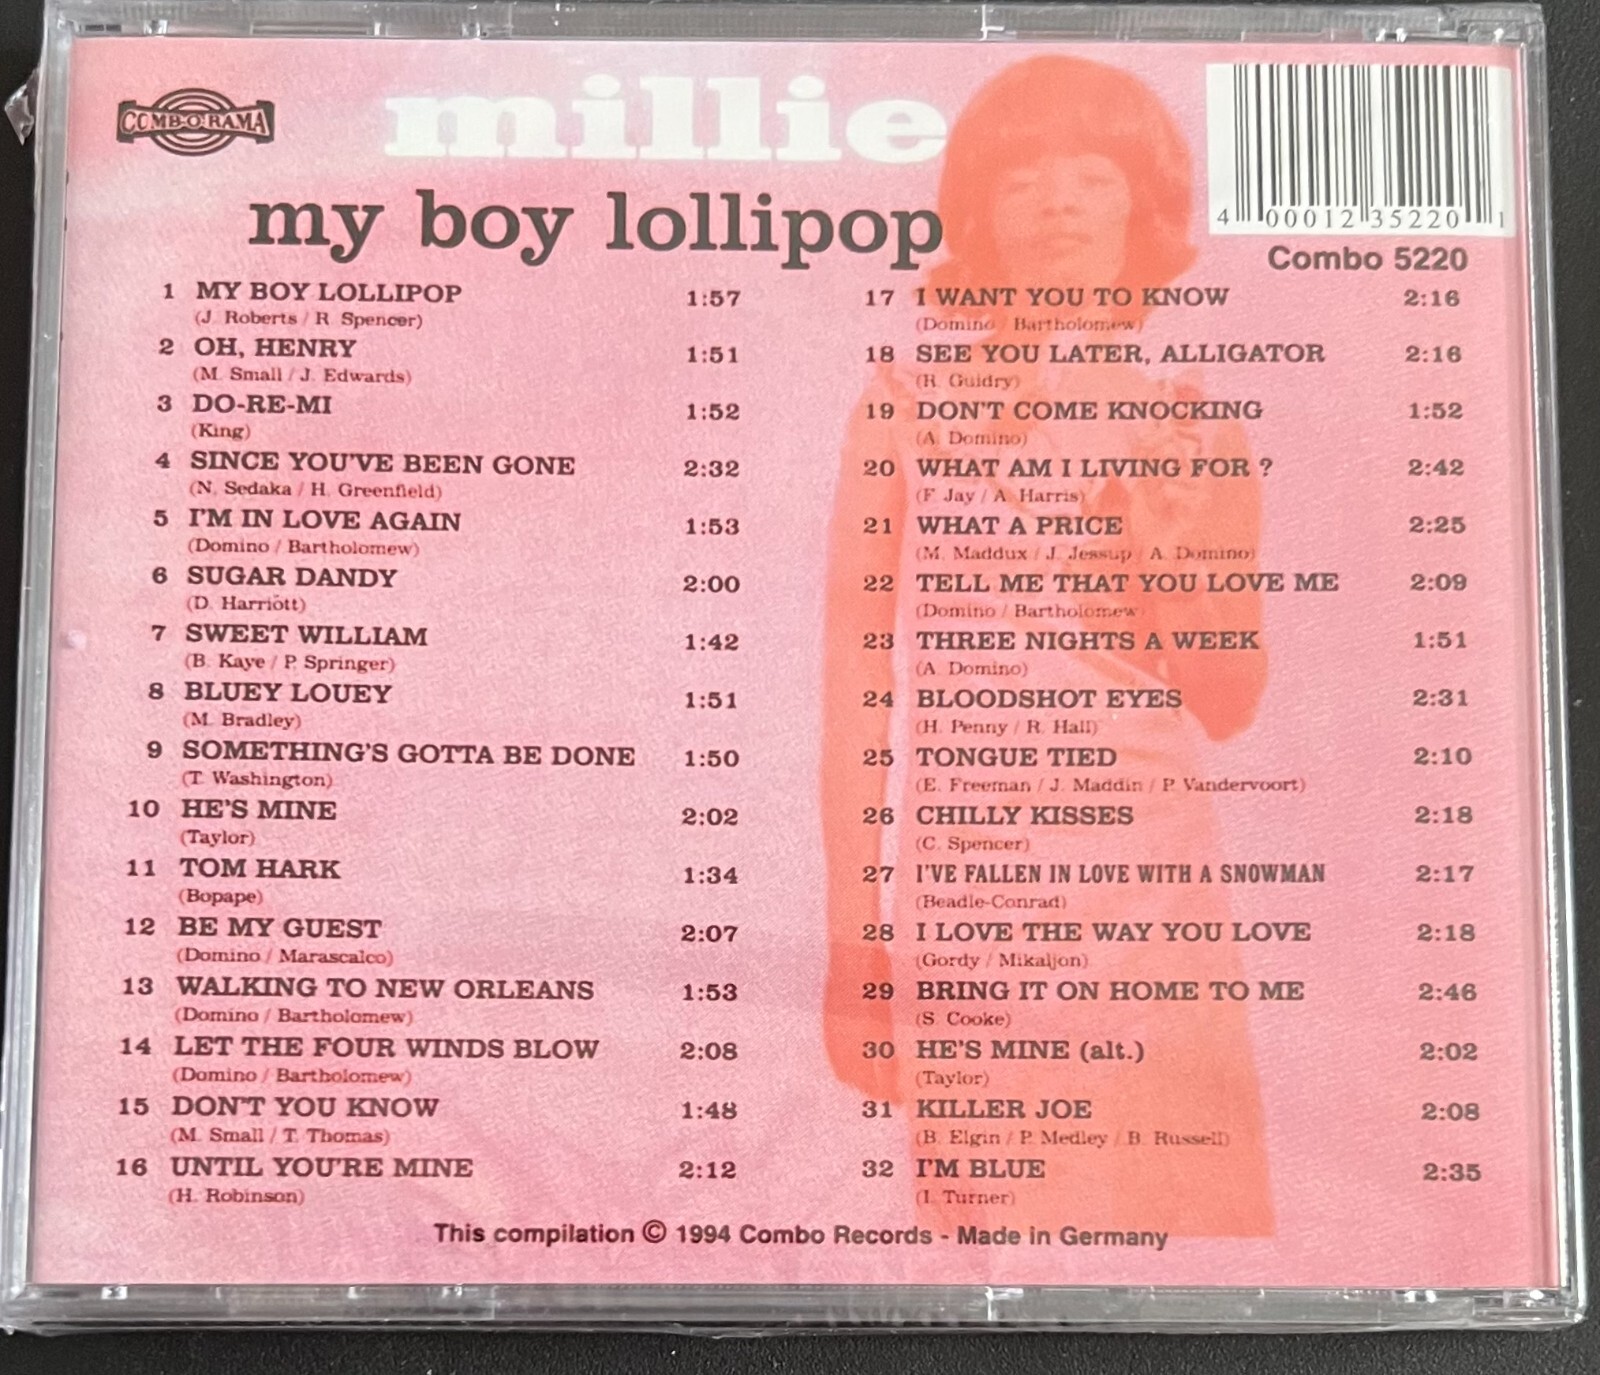 COMB-O-RAMA
millie
my boy lollipop
4 00012 35220 1
Combo 5220
1 MY BOY LOLLIPOP 1:57
(J. Roberts / R. Spencer)
2 OH, HENRY 1:51
(M. Small / J. Edwards)
3 DO-RE-MI 1:52
(King)
4 SINCE YOU'VE BEEN GONE 2:32
(N. Sedaka / H. Greenfield)
5 I'M IN LOVE AGAIN 1:53
(Domino / Bartholomew)
6 SUGAR DANDY 2:00
(D. Harriott)
7 SWEET WILLIAM 1:42
(B. Kaye / P. Springer)
8 BLUEY LOUEY 1:51
(M. Bradley)
9 SOMETHING'S GOTTA BE DONE 1:50
(T. Washington)
10 HE'S MINE 2:02
(Taylor)
11 TOM HARK 1:34
(Bopape)
12 BE MY GUEST 2:07
(Domino / Marascalco)
13 WALKING TO NEW ORLEANS 1:53
(Domino / Bartholomew)
14 LET THE FOUR WINDS BLOW 2:08
(Domino / Bartholomew)
15 DON'T YOU KNOW 1:48
(M. Small / T. Thomas)
16 UNTIL YOU'RE MINE 2:12
(H. Robinson)
17 I WANT YOU TO KNOW 2:16
(Domino / Bartholomew)
18 SEE YOU LATER, ALLIGATOR 2:16
(R. Guidry)
19 DON'T COME KNOCKING 1:52
(A. Domino)
20 WHAT AM I LIVING FOR ? 2:42
(F. Jay / A. Harris)
21 WHAT A PRICE 2:25
(M. Maddux / J. Jessup / A. Domino)
22 TELL ME THAT YOU LOVE ME 2:09
(Domino / Bartholomew)
23 THREE NIGHTS A WEEK 1:51
(A. Domino)
24 BLOODSHOT EYES 2:31
(H. Penny / R. Hall)
25 TONGUE TIED 2:10
(E. Freeman / J. Maddin / P. Vandervoort)
26 CHILLY KISSES 2:18
(C. Spencer)
27 I'VE FALLEN IN LOVE WITH A SNOWMAN 2:17
(Beadle-Conrad)
28 I LOVE THE WAY YOU LOVE 2:18
(Gordy / Mikaljon)
29 BRING IT ON HOME TO ME 2:46
(S. Cooke)
30 HE'S MINE (alt.) 2:02
(Taylor)
31 KILLER JOE 2:08
(B. Elgin / P. Medley / B. Russell)
32 I'M BLUE 2:35
(I. Turner)
This compilation © 1994 Combo Records - Made in Germany